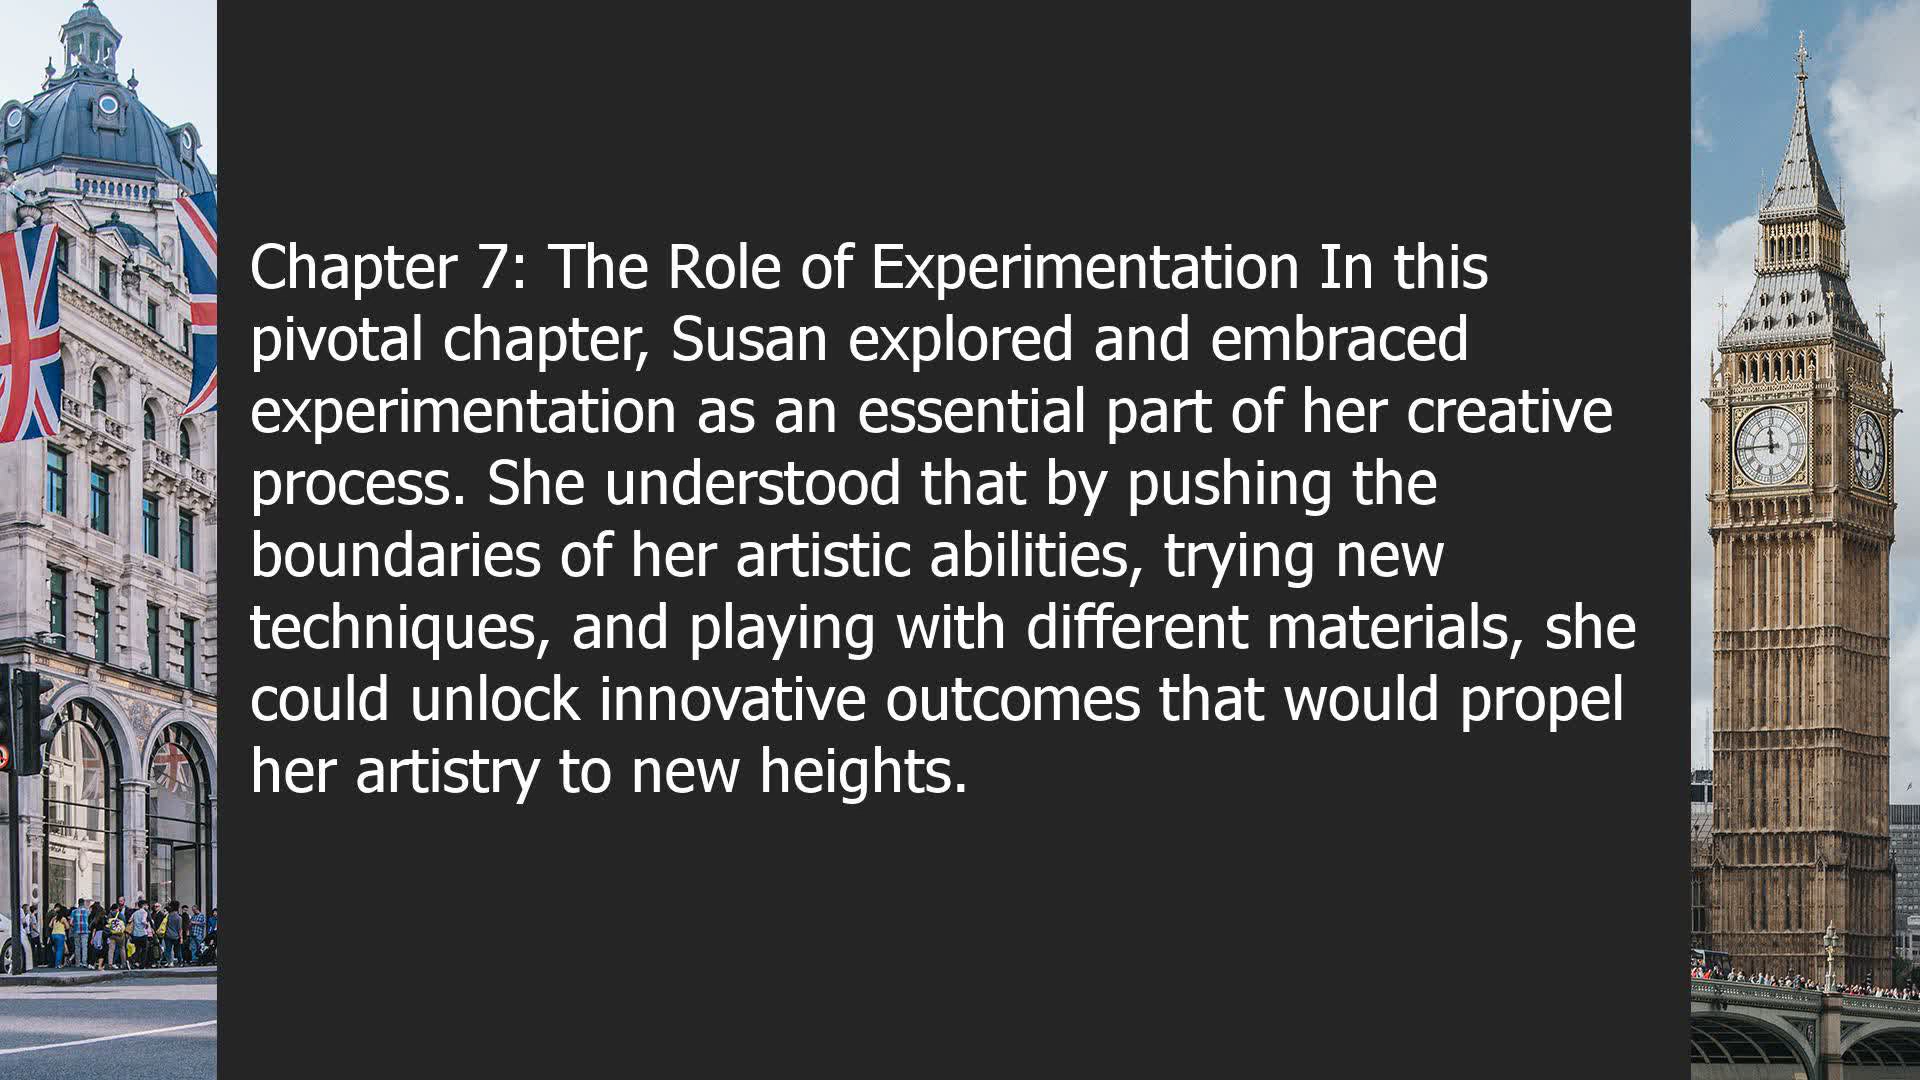 Chapter 7: The Role of Experimentation In this
pivotal chapter, Susan explored and embraced
experimentation as an essential part of her creative
process. She understood that by pushing the
boundaries of her artistic abilities, trying new
techniques, and playing with different materials, she
could unlock innovative outcomes that would propel
her artistry to new heights.